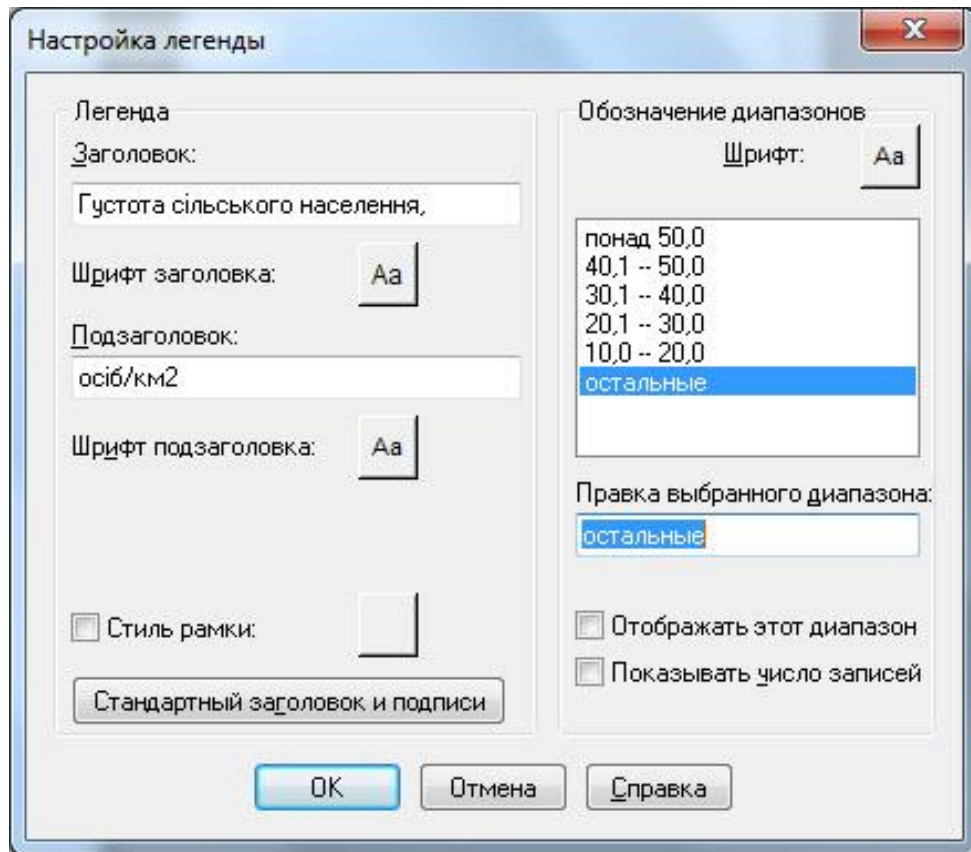 Настройка легенды
Легенда
Заголовок:
Густота сільського населення,
Шрифт заголовка:
Aa
Подзаголовок:
осіб/км2
Шрифт подзаголовка:
Aa
Стиль рамки:
Стандартный заголовок и подписи
Обозначение диапазонов
Шрифт:
Aa
понад 50,0
40,1 -- 50,0
30,1 -- 40,0
20,1 -- 30,0
10,0 -- 20,0
остальные
Правка выбранного диапазона:
остальные
Отображать этот диапазон
Показывать число записей
OK
Отмена
Справка